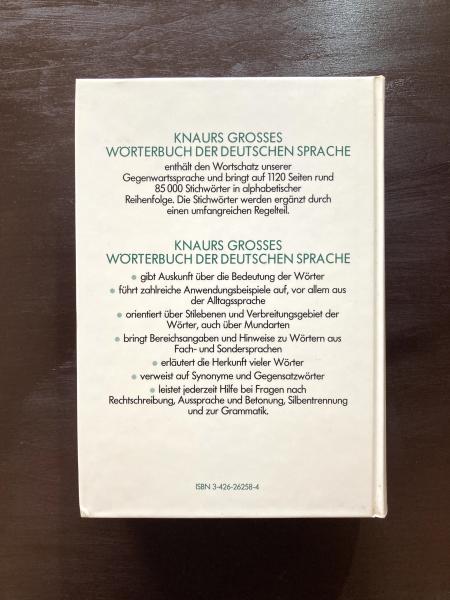 KNAURS GROSSES
WÖRTERBUCH DER DEUTSCHEN SPRACHE
enthält den Wortschatz unserer
Gegenwartssprache und bringt auf 1120 Seiten rund
85 000 Stichwörter in alphabetischer
Reihenfolge. Die Stichwörter werden ergänzt durch
einen umfangreichen Regelteil.
KNAURS GROSSES
WÖRTERBUCH DER DEUTSCHEN SPRACHE
• gibt Auskunft über die Bedeutung der Wörter
• führt zahlreiche Anwendungsbeispiele auf, vor allem aus
der Alltagssprache
• orientiert über Stilebenen und Verbreitungsgebiet der
Wörter, auch über Mundarten
• bringt Bereichsangaben und Hinweise zu Wörtern aus
Fach- und Sondersprachen
• erläutert die Herkunft vieler Wörter
• verweist auf Synonyme und Gegensatzwörter
• leistet jederzeit Hilfe bei Fragen nach
Rechtschreibung, Aussprache und Betonung, Silbentrennung
und zur Grammatik.
ISBN 3-426-26258-4